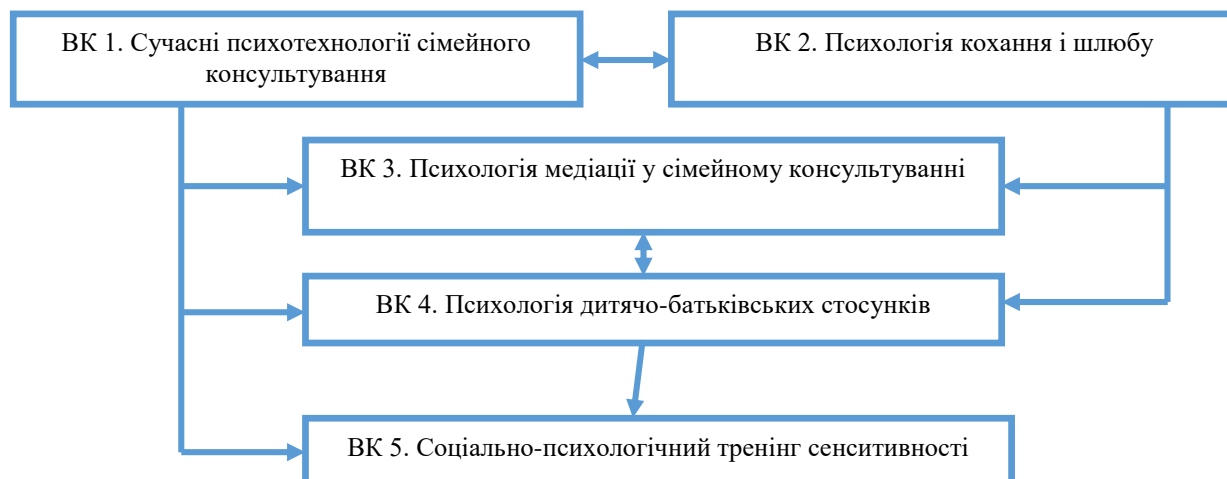 ВК 1. Сучасні психотехнології сімейного
консультування
ВК 2. Психологія кохання і шлюбу
ВК 3. Психологія медіації у сімейному консультуванні
ВК 4. Психологія дитячо-батьківських стосунків
ВК 5. Соціально-психологічний тренінг сенситивності